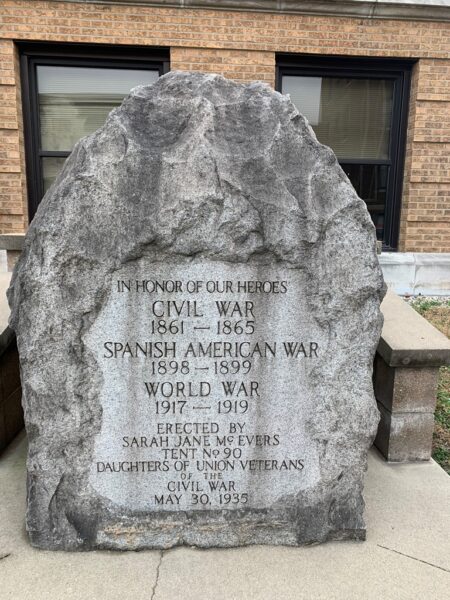 IN HONOR OF OUR HEROES
CIVIL WAR
1861 — 1865
SPANISH AMERICAN WAR
1898 — 1899
WORLD WAR
1917 — 1919
ERECTED BY
SARAH JANE McEVERS
TENT No 90
DAUGHTERS OF UNION VETERANS
OF THE
CIVIL WAR
MAY 30, 1935